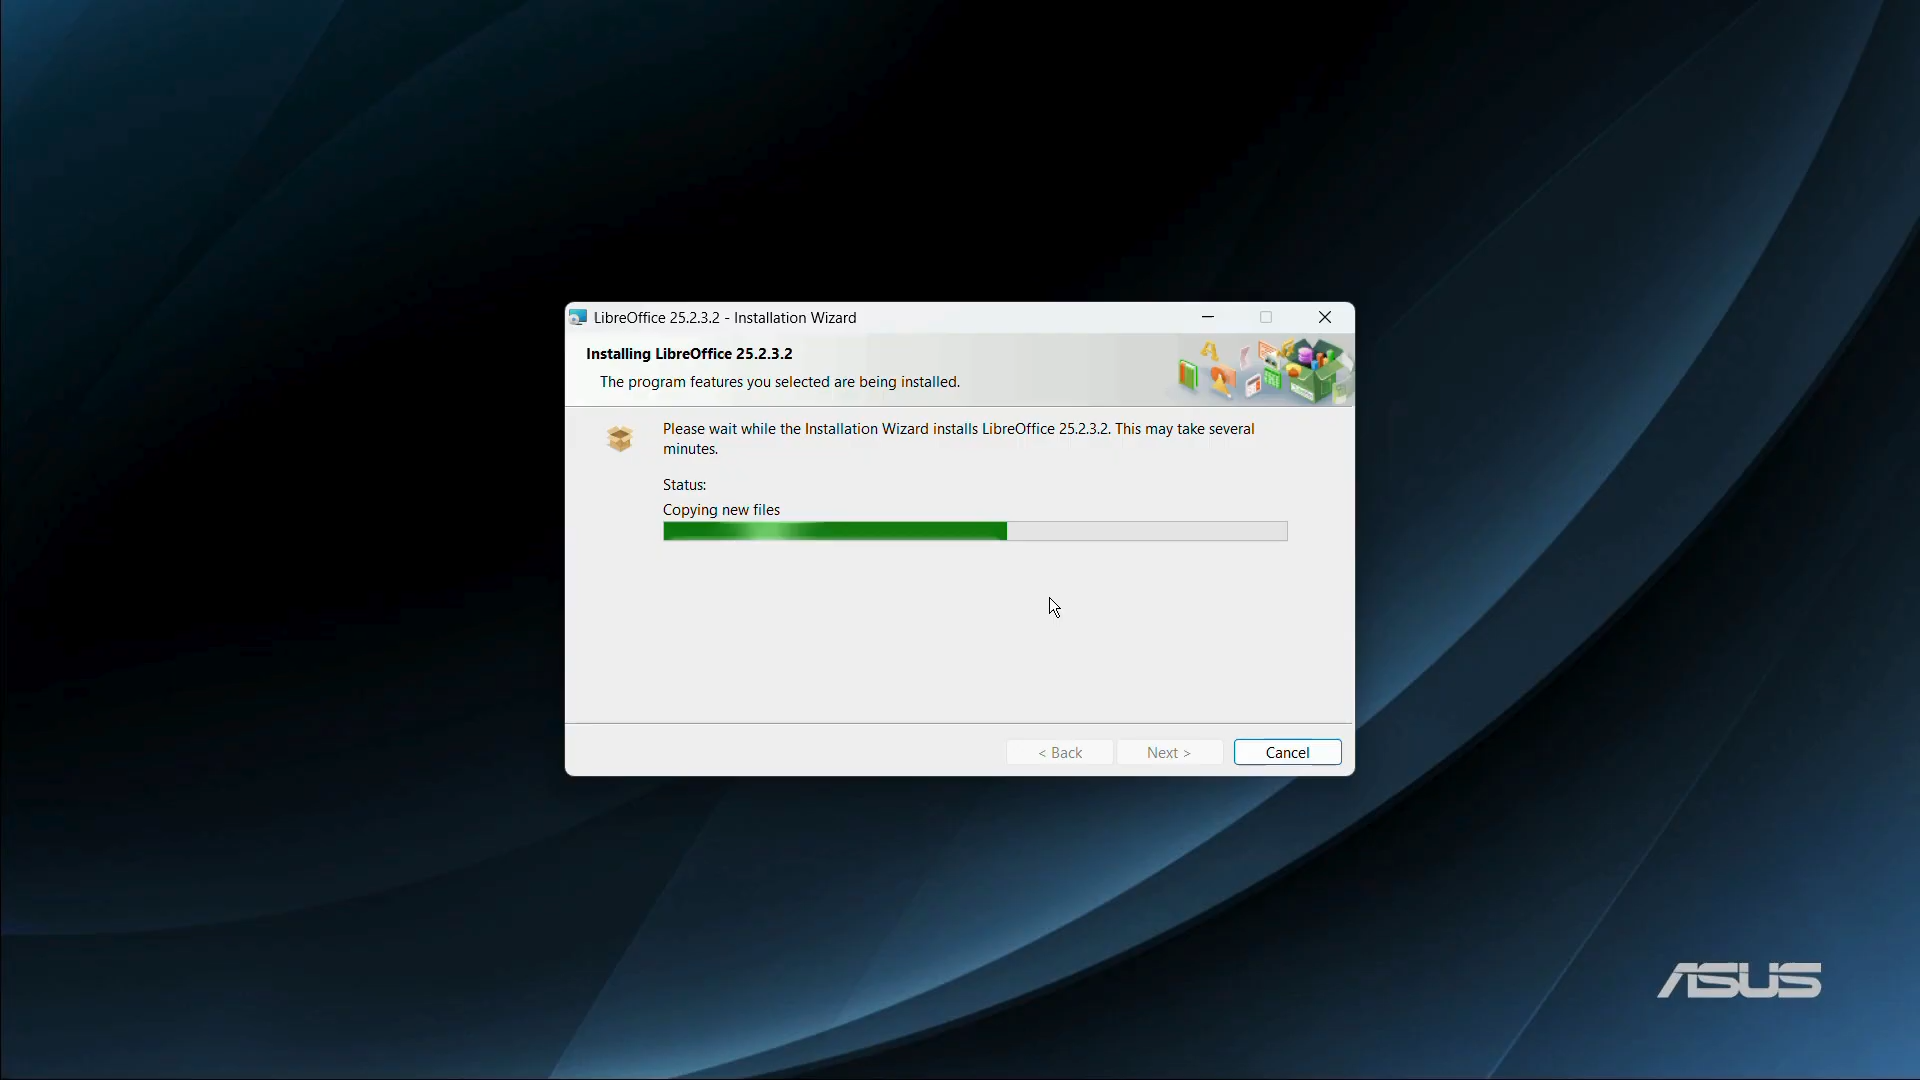 LibreOffice 25.2.3.2 - Installation Wizard
Installing LibreOffice 25.2.3.2
The program features you selected are being installed.
Please wait while the Installation Wizard installs LibreOffice 25.2.3.2. This may take several
minutes.
Status:
Copying new files
< Back
Next >
Cancel
ASUS